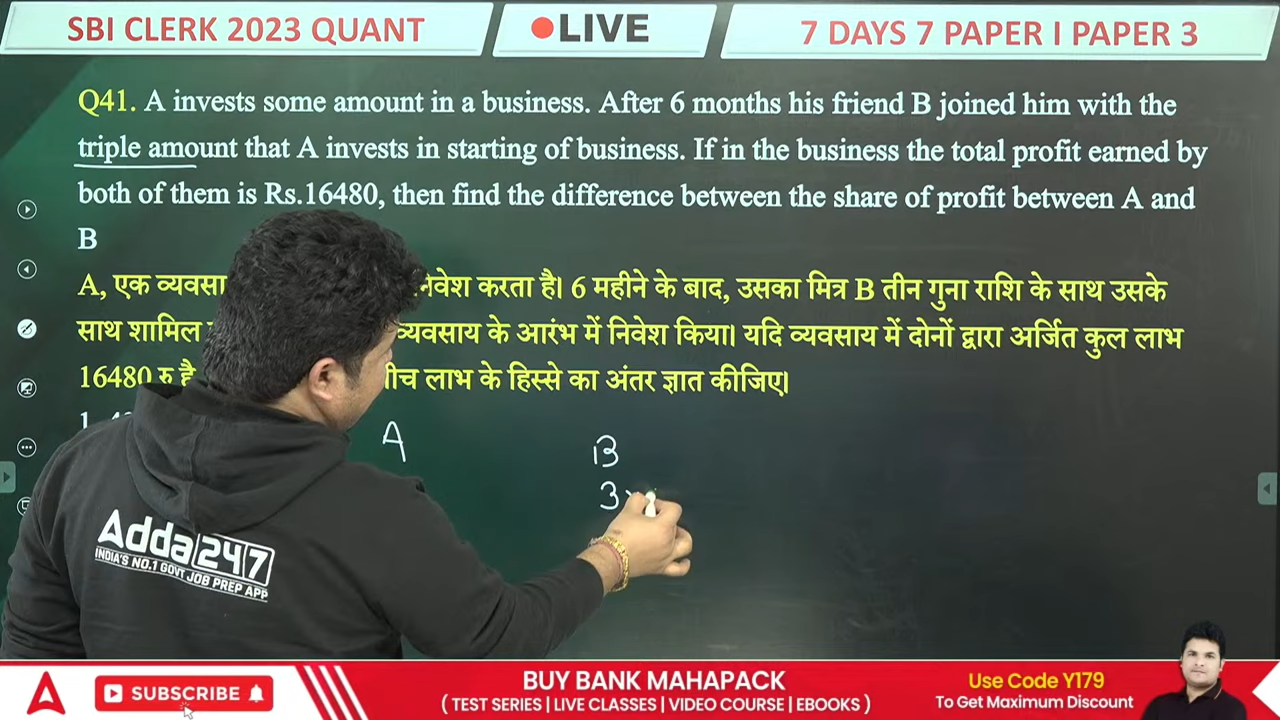 SBI CLERK 2023 QUANT
LIVE
7 DAYS 7 PAPER I PAPER 3
Q41. A invests some amount in a business. After 6 months his friend B joined him with the
triple amount that A invests in starting of business. If in the business the total profit earned by
both of them is Rs.16480, then find the difference between the share of profit between A and
B
A, एक व्यवसा निवेश करता है। 6 महीने के बाद, उसका मित्र B तीन गुना राशि के साथ उसके
साथ शामिल व्यवसाय के आरंभ में निवेश किया। यदि व्यवसाय में दोनों द्वारा अर्जित कुल लाभ
16480 रु है बीच लाभ के हिस्से का अंतर ज्ञात कीजिए।
1.
A
B
3
Adda 247
INDIA'S NO.1 GOVT JOB PREP APP
SUBSCRIBE
BUY BANK MAHAPACK
( TEST SERIES | LIVE CLASSES | VIDEO COURSE | EBOOKS )
Use Code Y179
To Get Maximum Discount